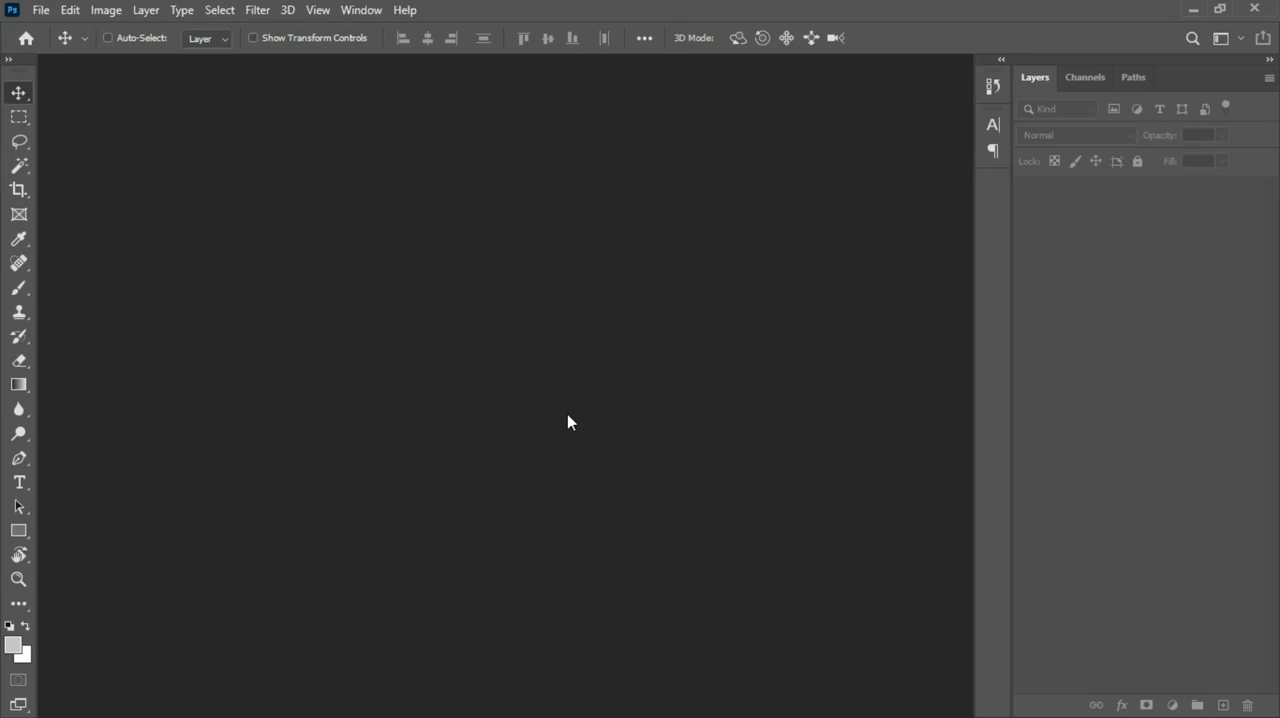 Ps File Edit Image Layer Type Select Filter 3D View Window Help
Auto-Select: Layer Show Transform Controls 3D Mode:
Layers Channels Paths
Kind
Normal Opacity:
Lock: Fill: